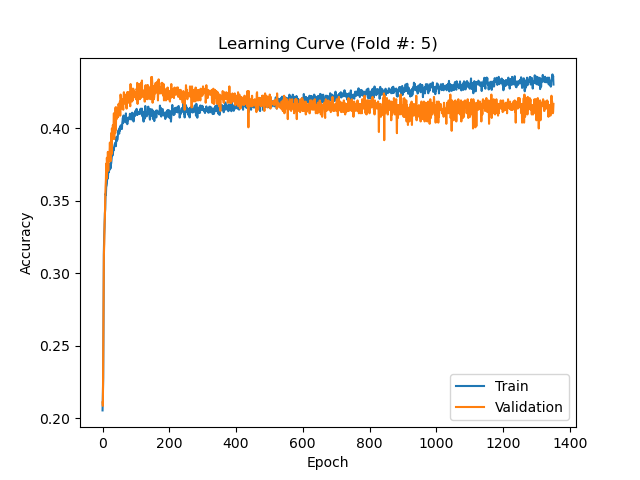 Learning Curve (Fold #: 5)
Accuracy
0.40
0.35
0.30
0.25
0.20
0 200 400 600 800 1000 1200 1400
Epoch
Train
Validation